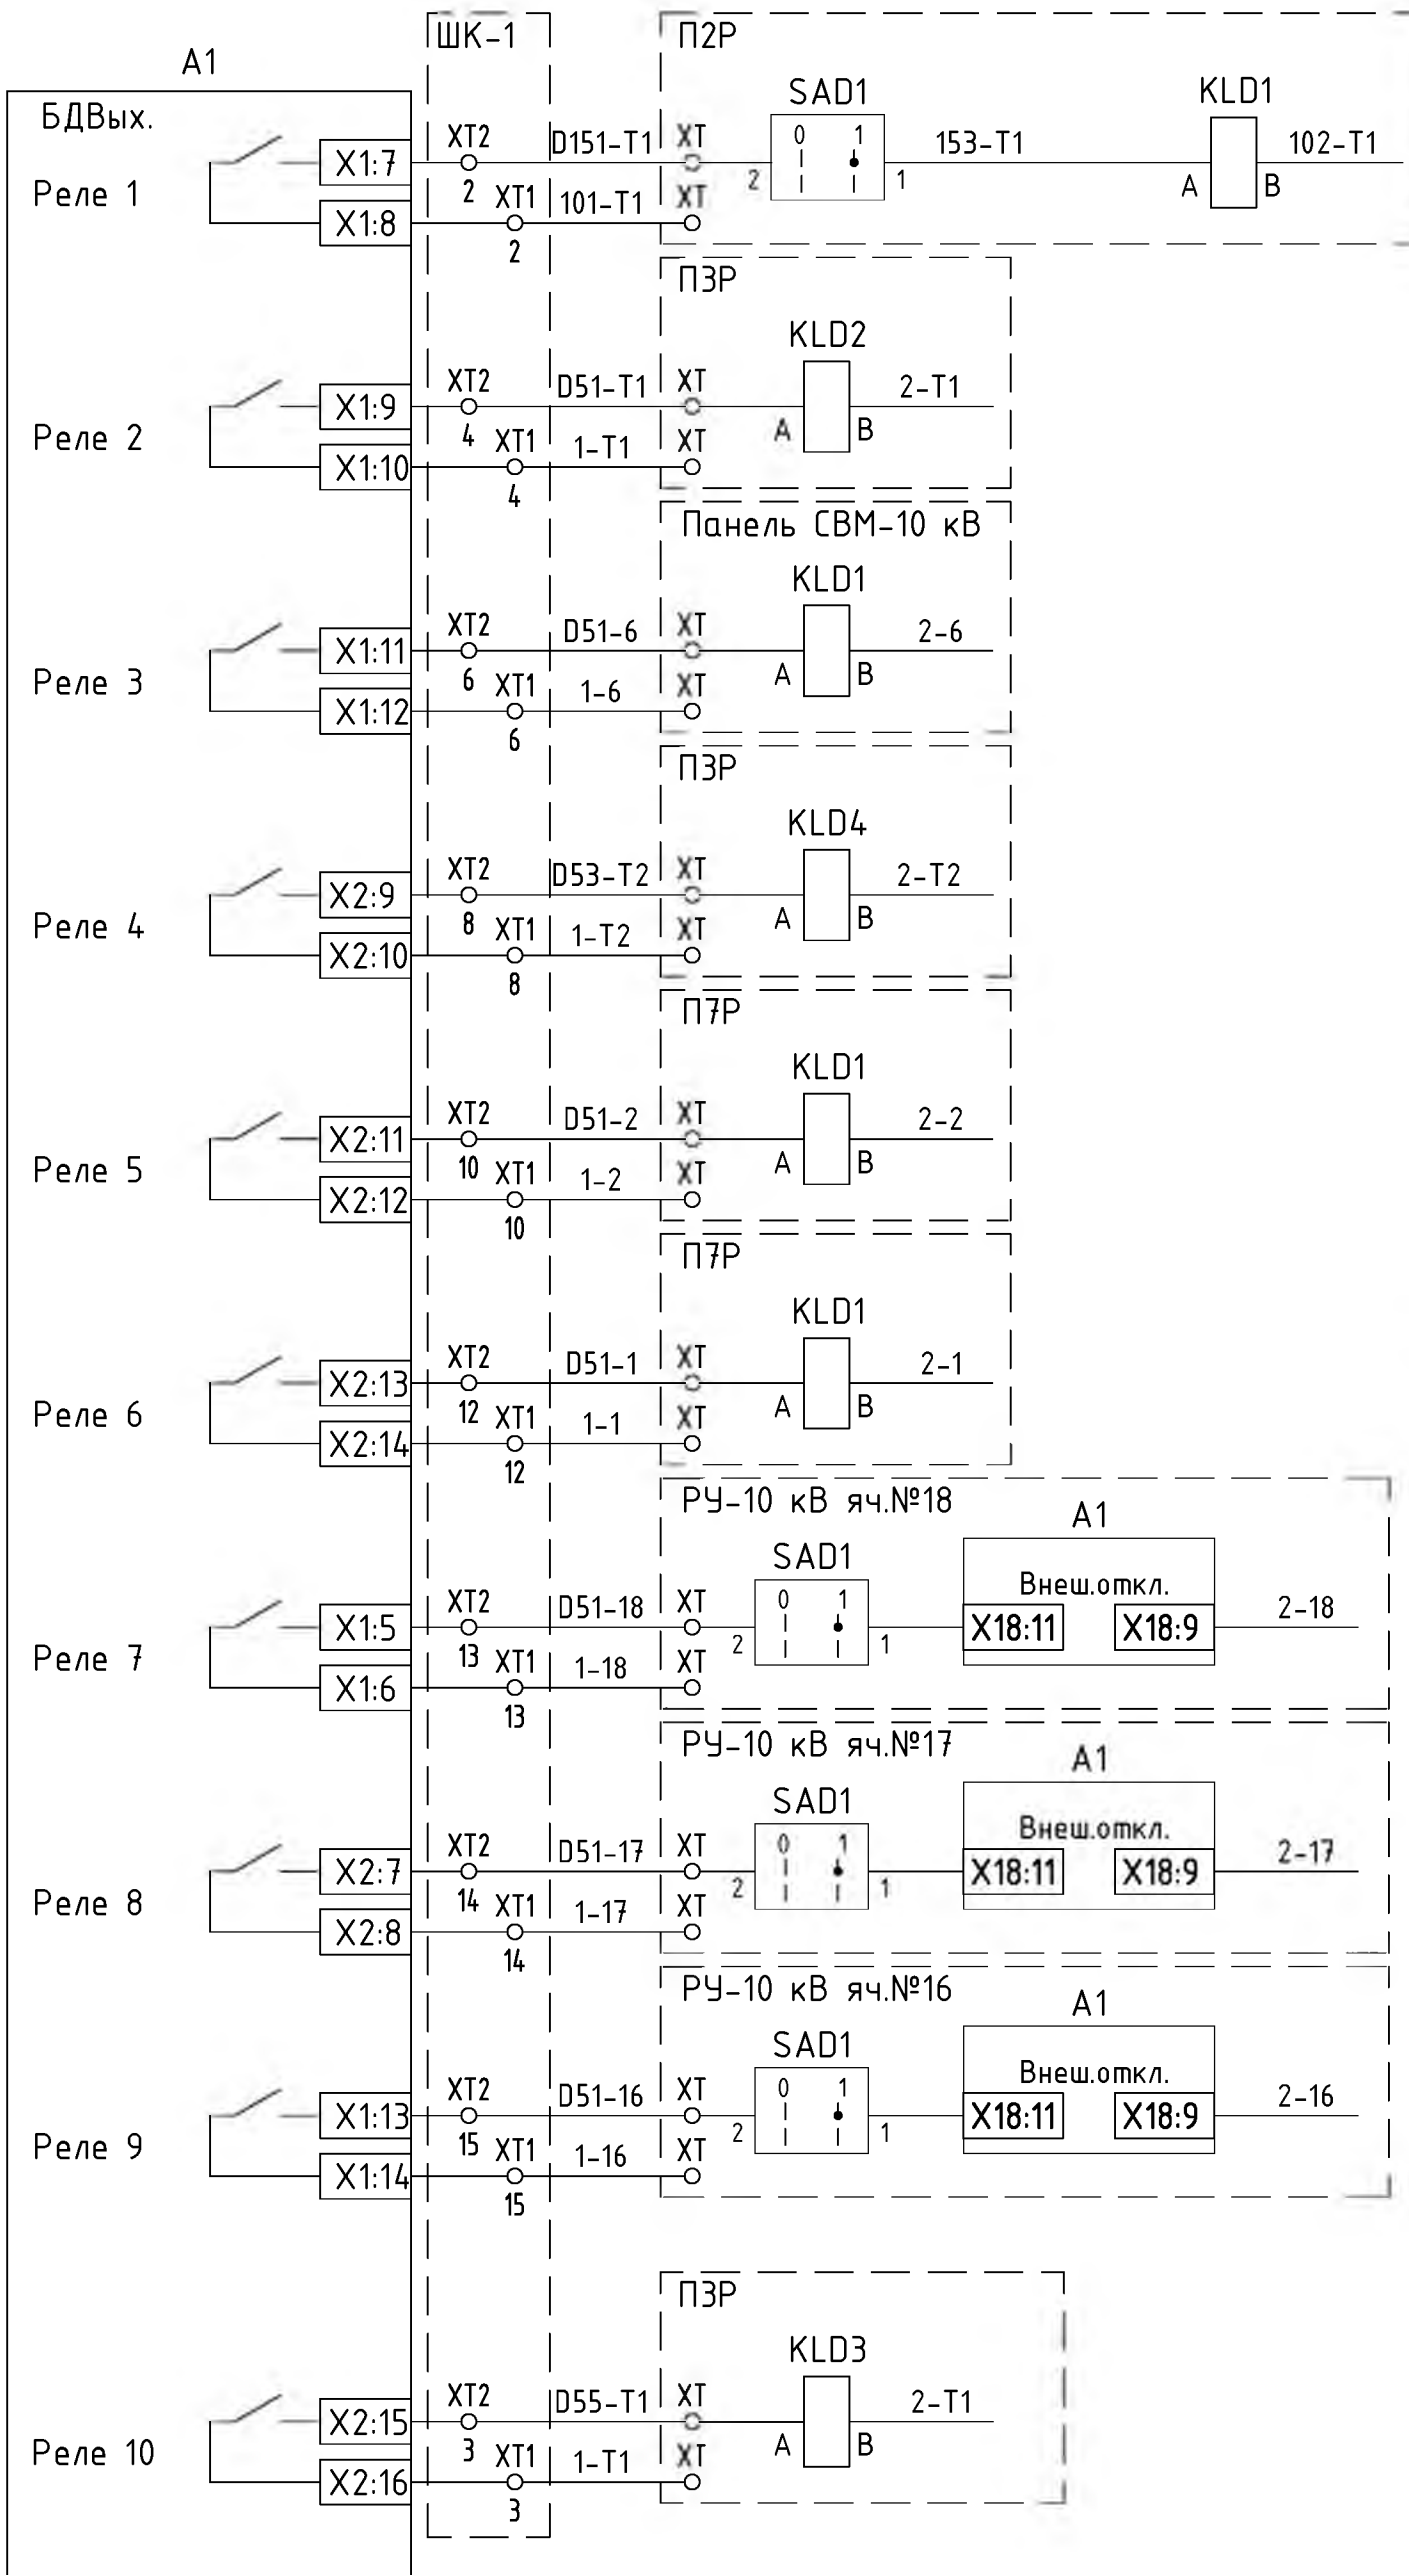 ШК-1
П2Р
А1
БДВых.
SAD1
KLD1
Реле 1
X1:7
XT2
2
D151-T1
XT
2
0 1
1
153-T1
A
B
102-T1
X1:8
XT1
2
101-T1
XT
П3Р
KLD2
Реле 2
X1:9
XT2
4
D51-T1
XT
A
B
2-T1
X1:10
XT1
4
1-T1
XT
Панель СВМ-10 кВ
KLD1
Реле 3
X1:11
XT2
6
D51-6
XT
A
B
2-6
X1:12
XT1
6
1-6
XT
П3Р
KLD4
Реле 4
X2:9
XT2
8
D53-T2
XT
A
B
2-T2
X2:10
XT1
8
1-T2
XT
П7Р
KLD1
Реле 5
X2:11
XT2
10
D51-2
XT
A
B
2-2
X2:12
XT1
10
1-2
XT
П7Р
KLD1
Реле 6
X2:13
XT2
12
D51-1
XT
A
B
2-1
X2:14
XT1
12
1-1
XT
РУ-10 кВ яч.№18
SAD1
А1
Внеш.откл.
Реле 7
X1:5
XT2
13
D51-18
XT
2
0 1
1
X18:11
X18:9
2-18
X1:6
XT1
13
1-18
XT
РУ-10 кВ яч.№17
SAD1
А1
Внеш.откл.
Реле 8
X2:7
XT2
14
D51-17
XT
2
0 1
1
X18:11
X18:9
2-17
X2:8
XT1
14
1-17
XT
РУ-10 кВ яч.№16
SAD1
А1
Внеш.откл.
Реле 9
X1:13
XT2
15
D51-16
XT
2
0 1
1
X18:11
X18:9
2-16
X1:14
XT1
15
1-16
XT
П3Р
KLD3
Реле 10
X2:15
XT2
3
D55-T1
XT
A
B
2-T1
X2:16
XT1
3
1-T1
XT